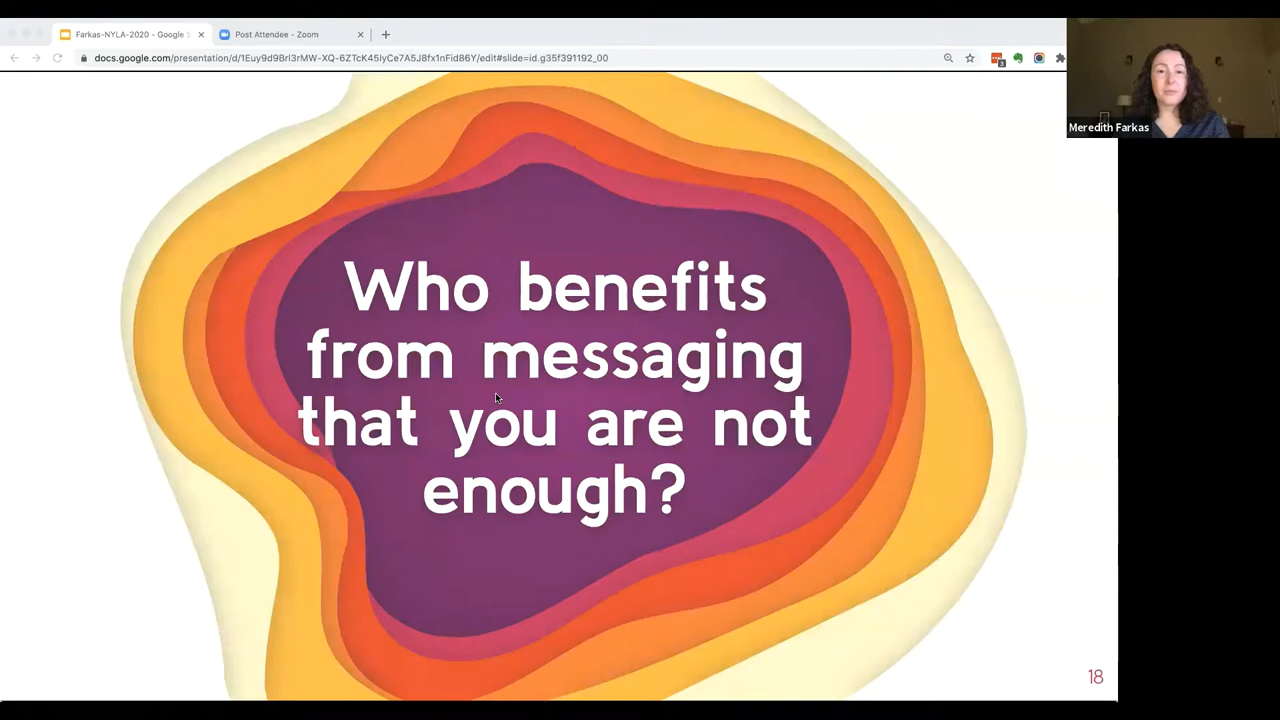 Farkas-NYLA-2020 - Google S
Post Attendee - Zoom
docs.google.com/presentation/d/1Euy9d9Brl3rMW-XQ-6ZTcK45IyCe7A5J8fx1nFid86Y/edit#slide=id.g35f391192_00
3
Meredith Farkas
Who benefits
from messaging
that you are not
enough?
18